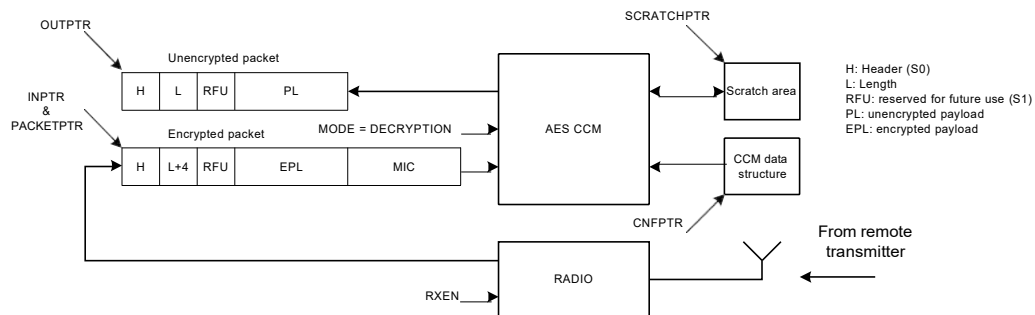 OUTPTR
SCRATCHPTR
Unencrypted packet
H L RFU PL
INPTR
&
PACKETPTR
Encrypted packet
MODE = DECRYPTION
AES CCM
Scratch area
H: Header (S0)
L: Length
RFU: reserved for future use (S1)
PL: unencrypted payload
EPL: encrypted payload
H L+4 RFU EPL MIC
CCM data
structure
CNFPTR
From remote
transmitter
RADIO
RXEN